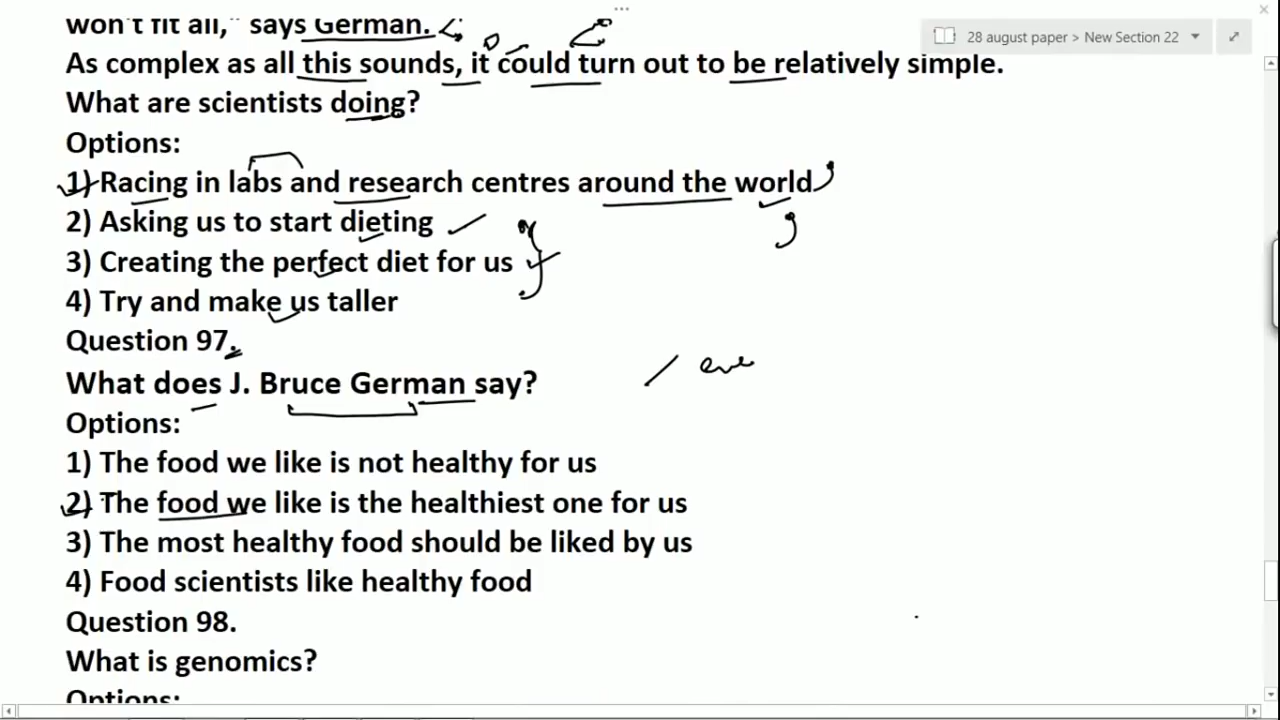 won't fit all," says German.
28 august paper > New Section 22
As complex as all this sounds, it could turn out to be relatively simple.
What are scientists doing?
Options:
1) Racing in labs and research centres around the world
2) Asking us to start dieting
3) Creating the perfect diet for us
4) Try and make us taller
Question 97.
What does J. Bruce German say?
Options:
1) The food we like is not healthy for us
2) The food we like is the healthiest one for us
3) The most healthy food should be liked by us
4) Food scientists like healthy food
Question 98.
What is genomics?
Options: